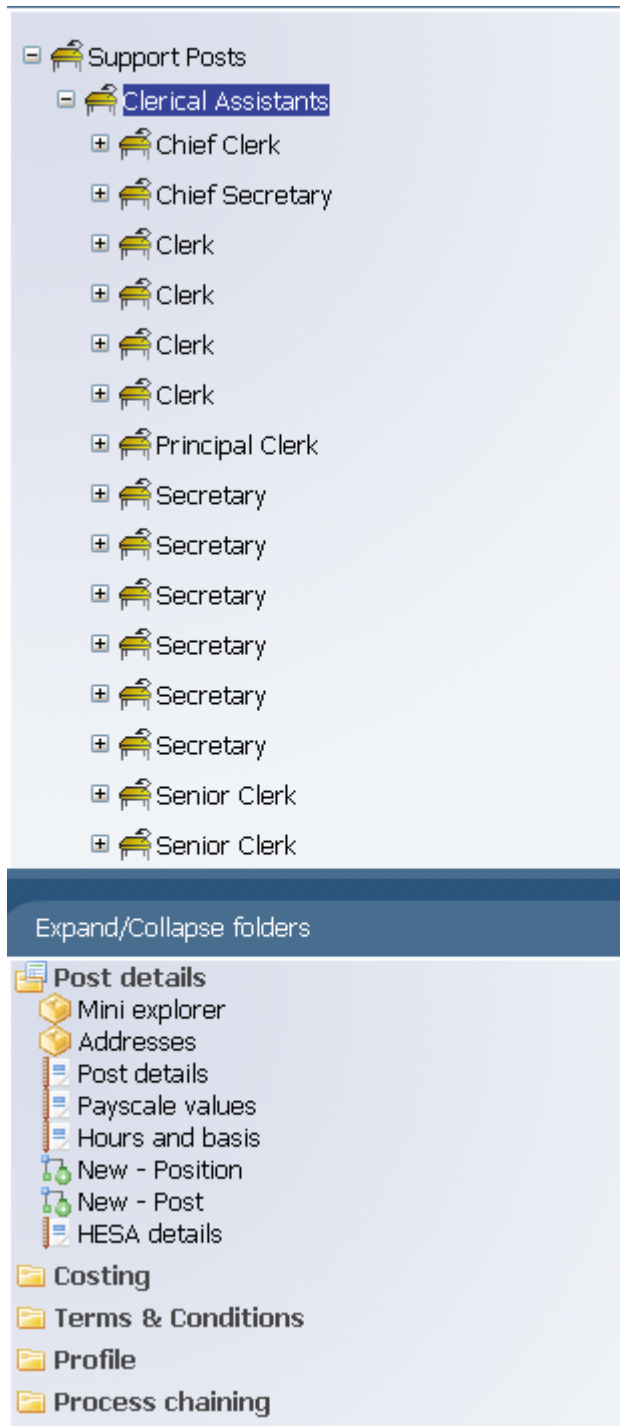 Support Posts
Clerical Assistants
Chief Clerk
Chief Secretary
Clerk
Clerk
Clerk
Clerk
Principal Clerk
Secretary
Secretary
Secretary
Secretary
Secretary
Secretary
Senior Clerk
Senior Clerk
Expand/Collapse folders
Post details
Mini explorer
Addresses
Post details
Payscale values
Hours and basis
New - Position
New - Post
HESA details
Costing
Terms & Conditions
Profile
Process chaining